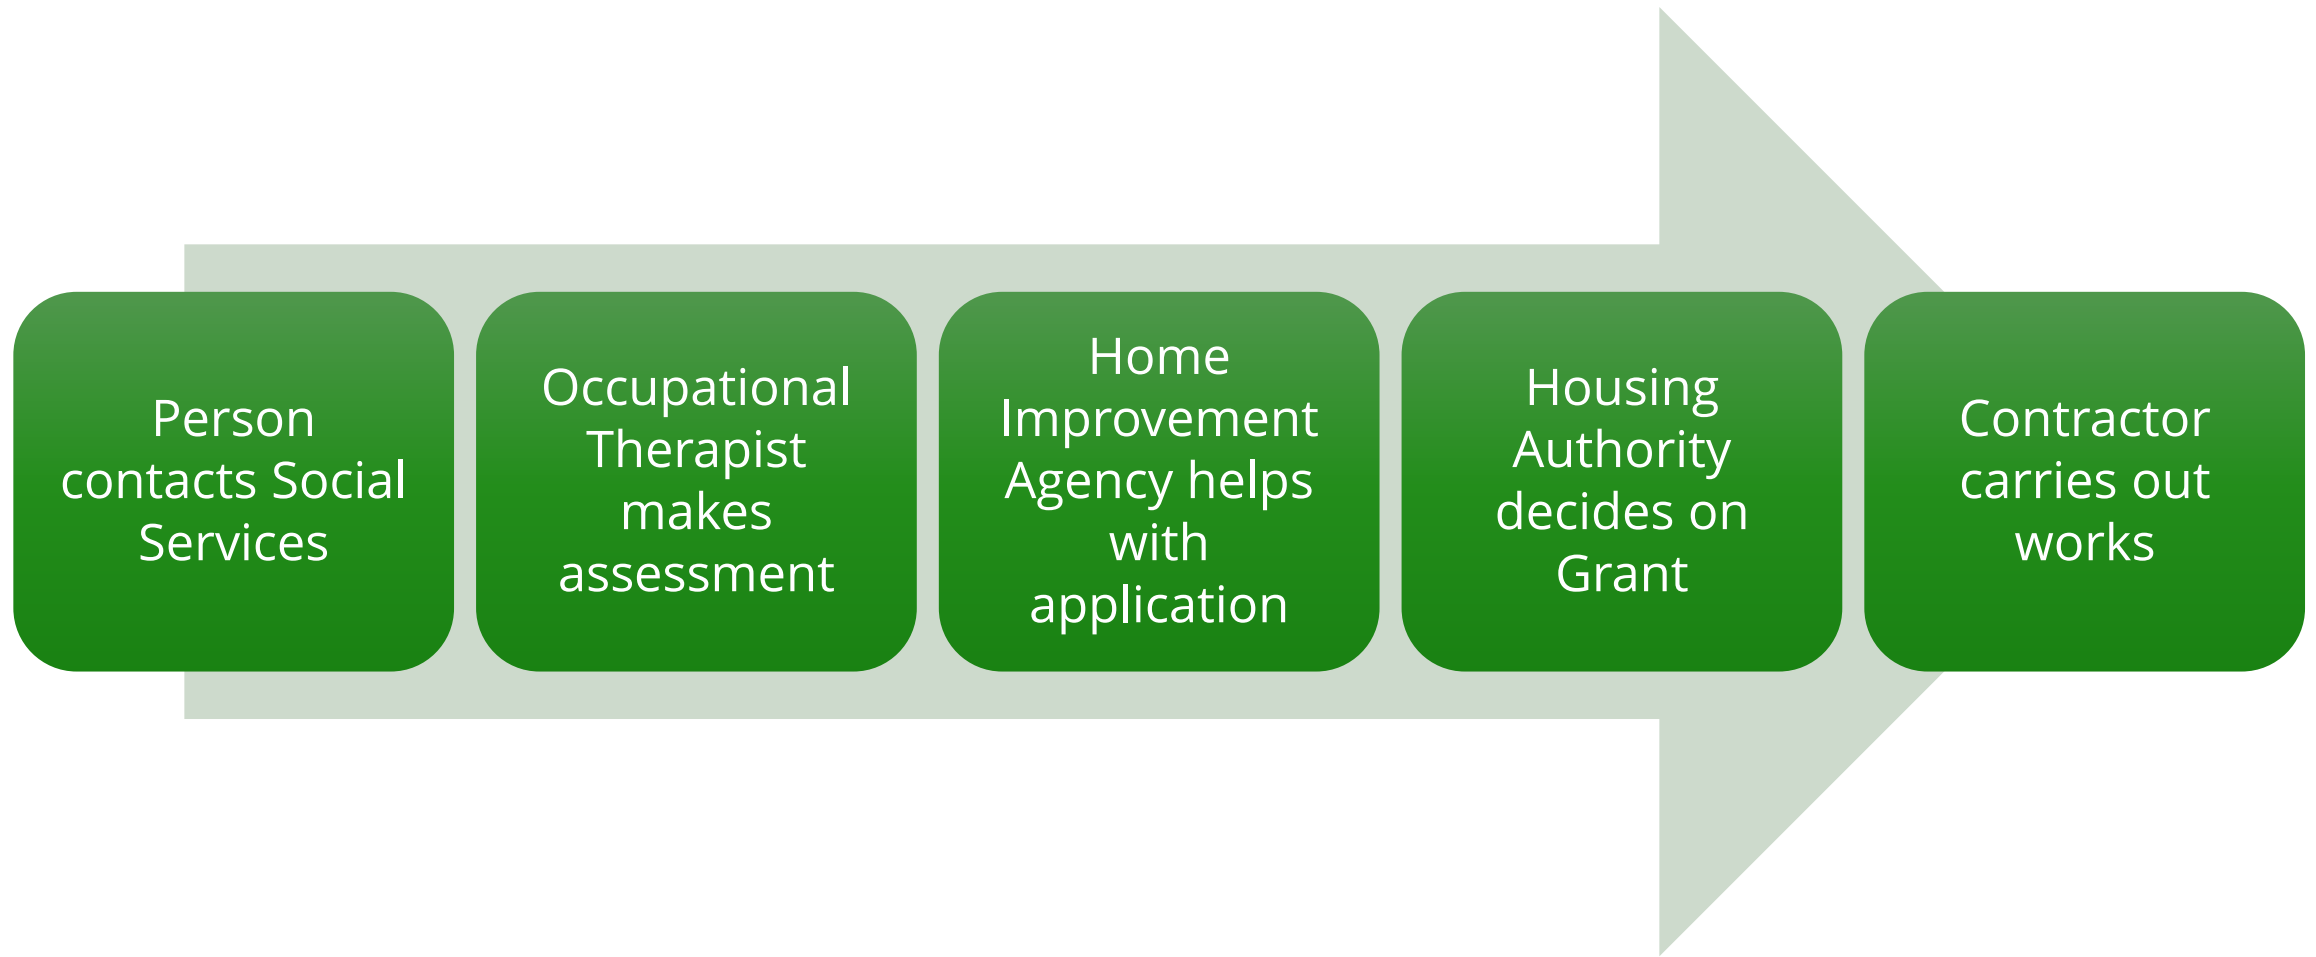 Person
contacts Social
Services
Occupational
Therapist
makes
assessment
Home
Improvement
Agency helps
with
application
Housing
Authority
decides on
Grant
Contractor
carries out
works